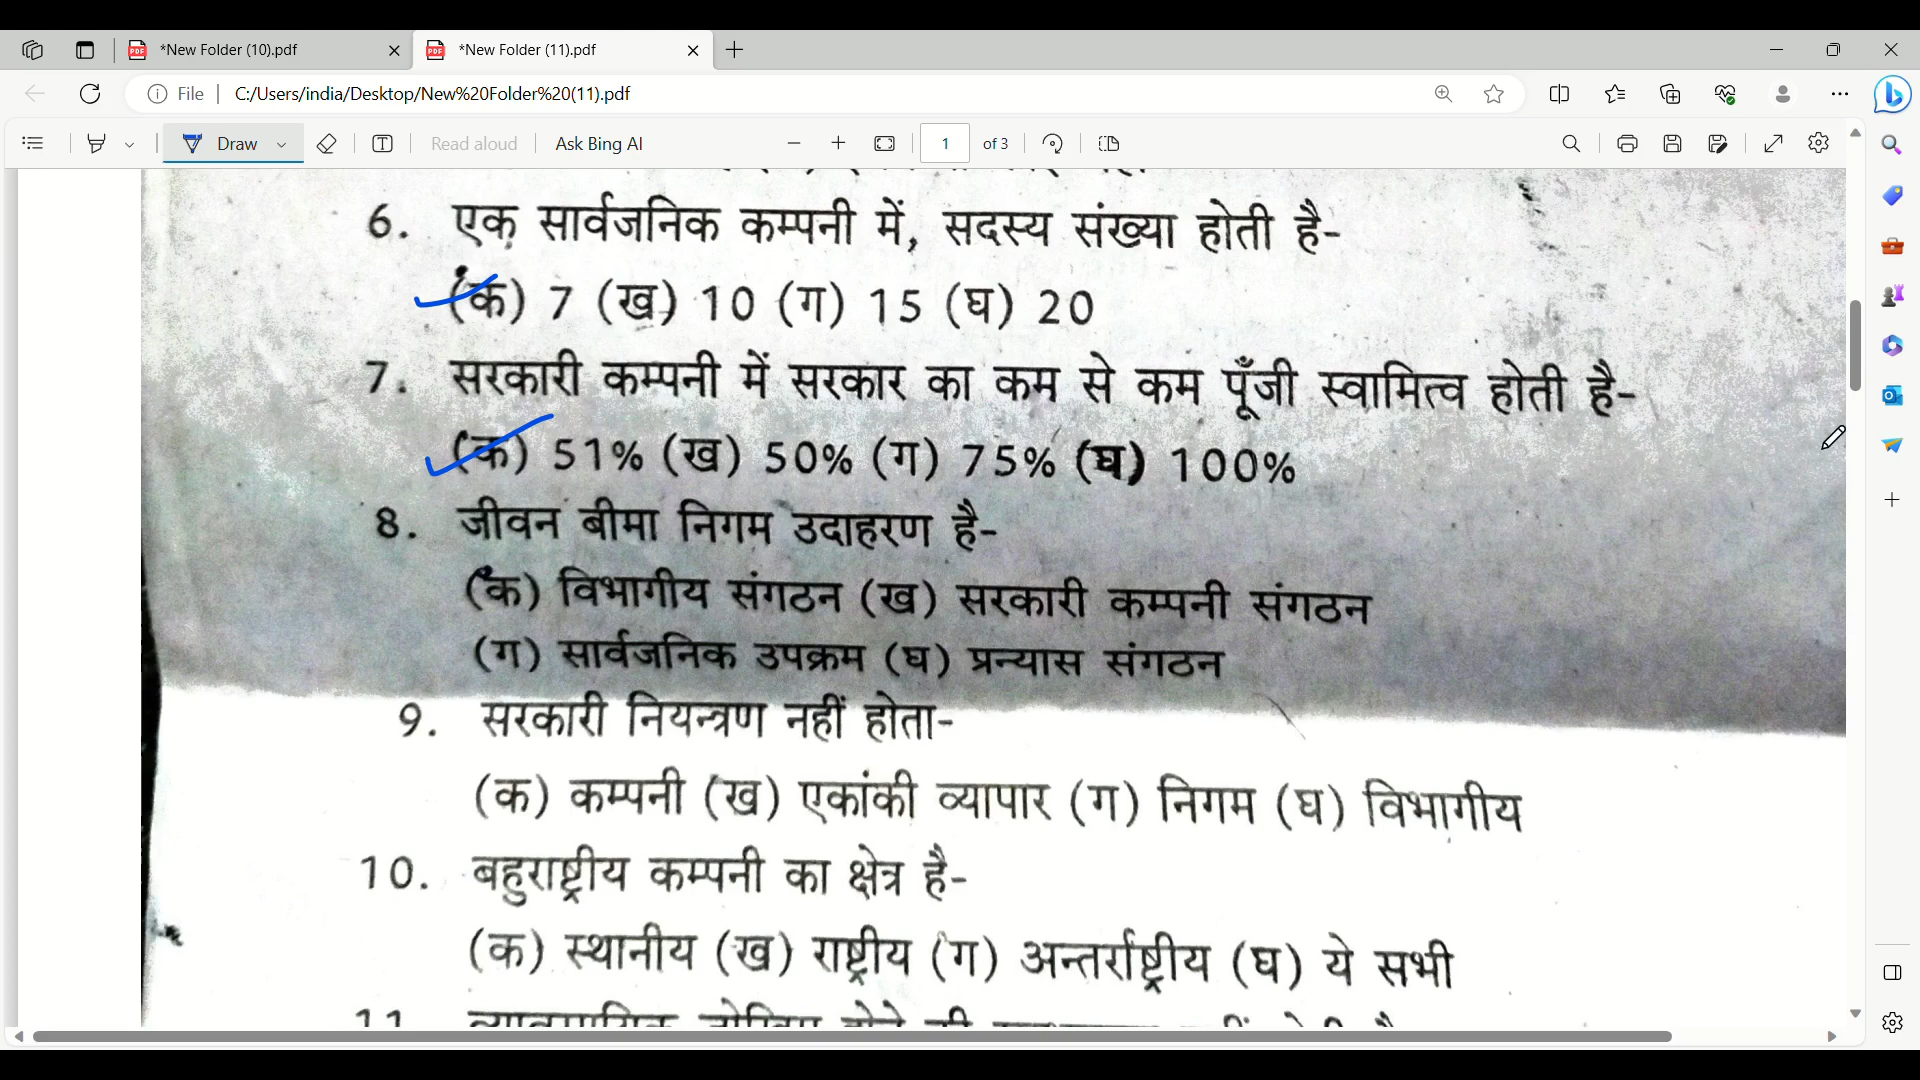 *New Folder (10).pdf
*New Folder (11).pdf
File C:/Users/india/Desktop/New%20Folder%20(11).pdf
Draw Read aloud Ask Bing AI 1 of 3
6. एक सार्वजनिक कम्पनी में, सदस्य संख्या होती है-
(क) 7 (ख) 10 (ग) 15 (घ) 20
7. सरकारी कम्पनी में सरकार का कम से कम पूँजी स्वामित्व होती है-
(क) 51% (ख) 50% (ग) 75% (घ) 100%
8. जीवन बीमा निगम उदाहरण है-
(क) विभागीय संगठन (ख) सरकारी कम्पनी संगठन
(ग) सार्वजनिक उपक्रम (घ) प्रन्यास संगठन
9. सरकारी नियन्त्रण नहीं होता-
(क) कम्पनी (ख) एकांकी व्यापार (ग) निगम (घ) विभागीय
10. बहुराष्ट्रीय कम्पनी का क्षेत्र है-
(क) स्थानीय (ख) राष्ट्रीय (ग) अन्तर्राष्ट्रीय (घ) ये सभी
11.